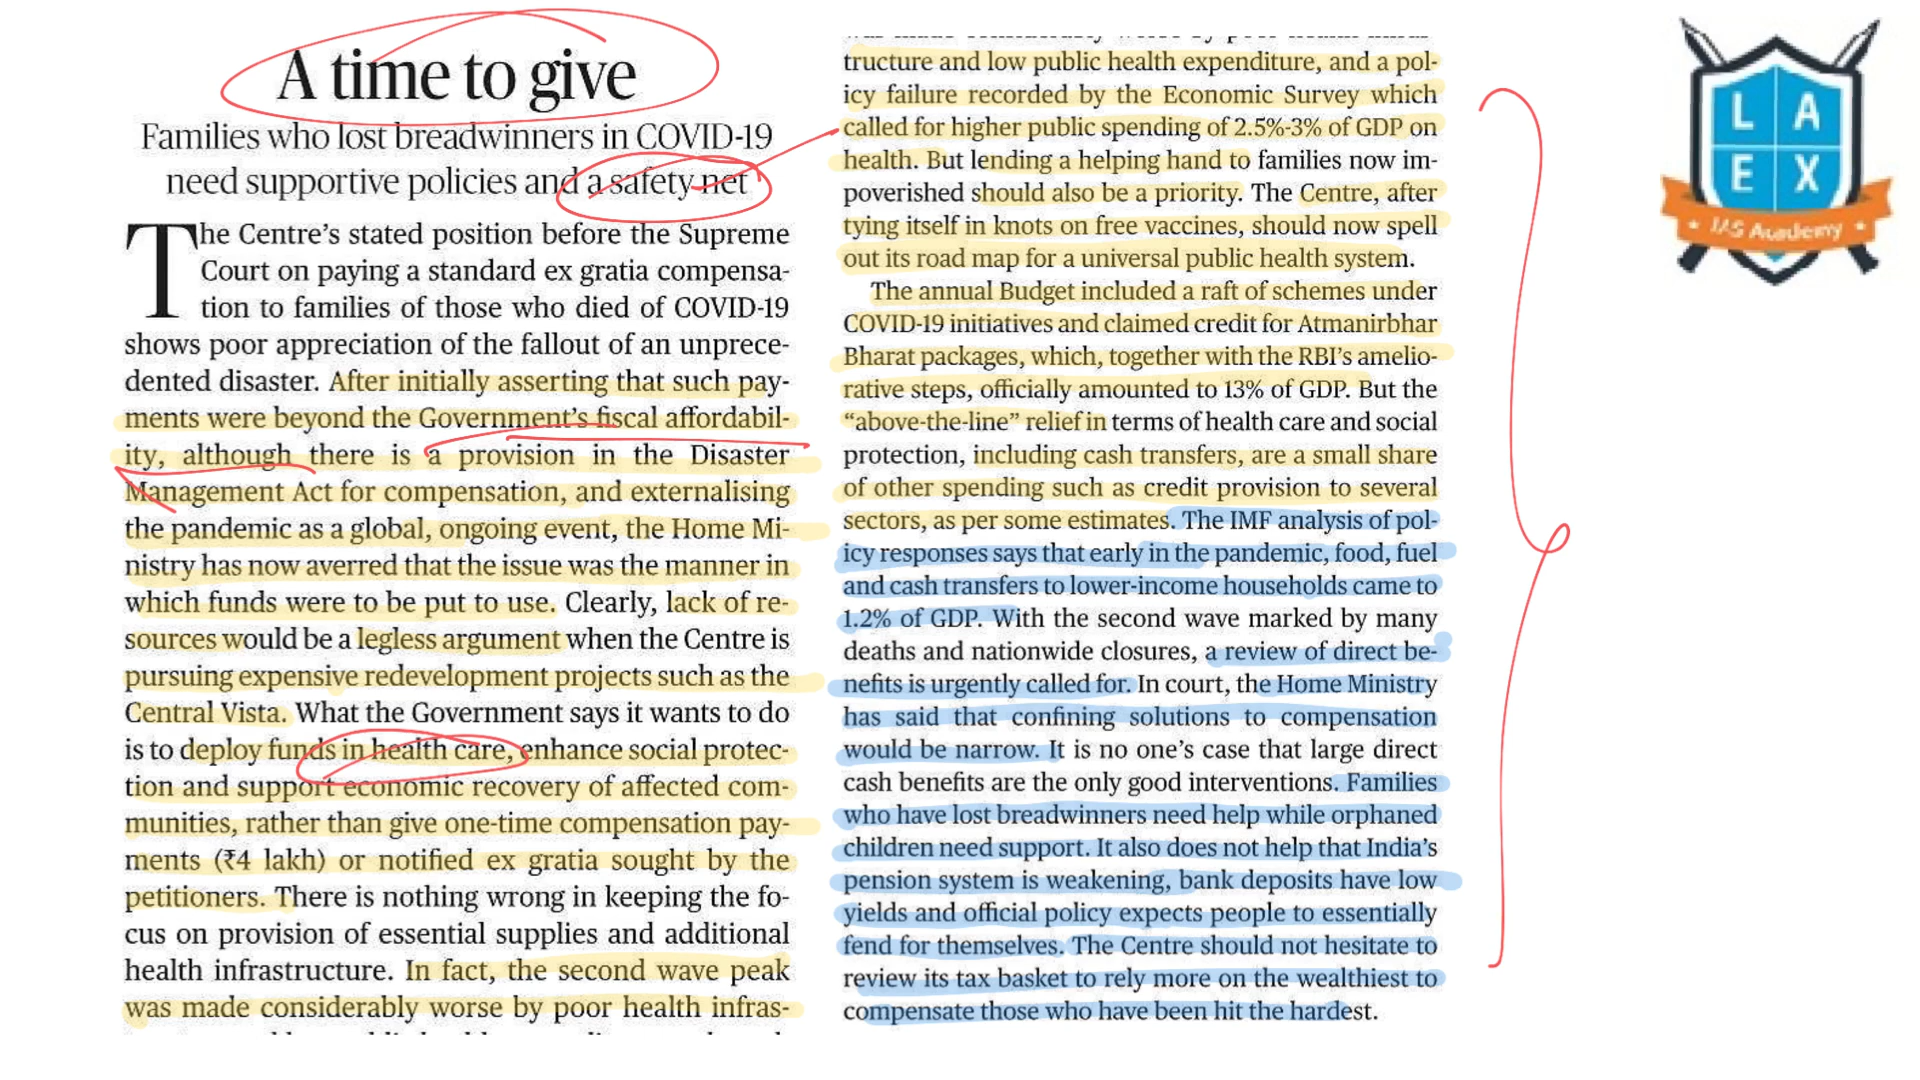 A time to give
Families who lost breadwinners in COVID-19
need supportive policies and a safety net
The Centre’s stated position before the Supreme
Court on paying a standard ex gratia compensa-
tion to families of those who died of COVID-19
shows poor appreciation of the fallout of an unprece-
dented disaster. After initially asserting that such pay-
ments were beyond the Government’s fiscal affordabil-
ity, although there is a provision in the Disaster
Management Act for compensation, and externalising
the pandemic as a global, ongoing event, the Home Mi-
nistry has now averred that the issue was the manner in
which funds were to be put to use. Clearly, lack of re-
sources would be a legless argument when the Centre is
pursuing expensive redevelopment projects such as the
Central Vista. What the Government says it wants to do
is to deploy funds in health care, enhance social protec-
tion and support economic recovery of affected com-
munities, rather than give one-time compensation pay-
ments (₹4 lakh) or notified ex gratia sought by the
petitioners. There is nothing wrong in keeping the fo-
cus on provision of essential supplies and additional
health infrastructure. In fact, the second wave peak
was made considerably worse by poor health infras-
tructure and low public health expenditure, and a pol-
icy failure recorded by the Economic Survey which
called for higher public spending of 2.5%-3% of GDP on
health. But lending a helping hand to families now im-
poverished should also be a priority. The Centre, after
tying itself in knots on free vaccines, should now spell
out its road map for a universal public health system.
The annual Budget included a raft of schemes under
COVID-19 initiatives and claimed credit for Atmanirbhar
Bharat packages, which, together with the RBI’s amelio-
rative steps, officially amounted to 13% of GDP. But the
“above-the-line” relief in terms of health care and social
protection, including cash transfers, are a small share
of other spending such as credit provision to several
sectors, as per some estimates. The IMF analysis of pol-
icy responses says that early in the pandemic, food, fuel
and cash transfers to lower-income households came to
1.2% of GDP. With the second wave marked by many
deaths and nationwide closures, a review of direct be-
nefits is urgently called for. In court, the Home Ministry
has said that confining solutions to compensation
would be narrow. It is no one’s case that large direct
cash benefits are the only good interventions. Families
who have lost breadwinners need help while orphaned
children need support. It also does not help that India’s
pension system is weakening, bank deposits have low
yields and official policy expects people to essentially
fend for themselves. The Centre should not hesitate to
review its tax basket to rely more on the wealthiest to
compensate those who have been hit the hardest.
L A
E X
IAS Academy